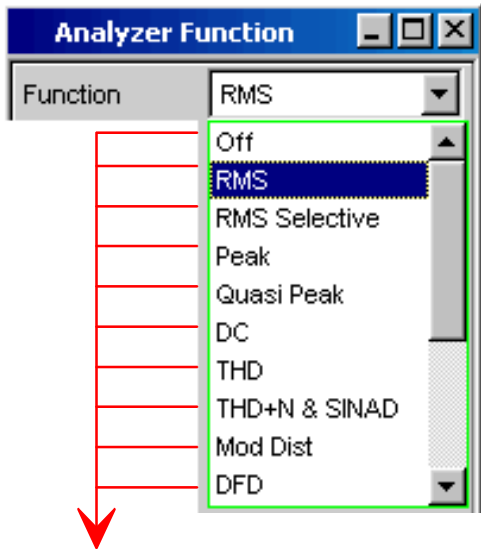 Analyzer Function
Function RMS
Off
RMS
RMS Selective
Peak
Quasi Peak
DC
THD
THD+N & SINAD
Mod Dist
DFD